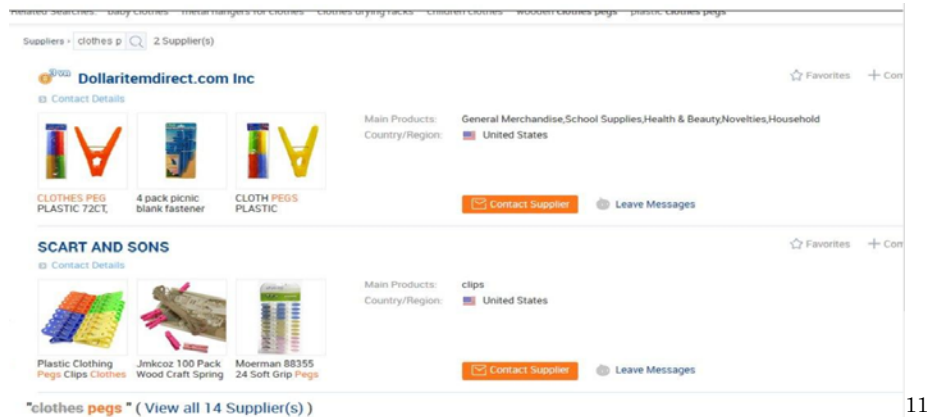 Related Searches: baby clothes metal hangers for clothes clothes drying racks children clothes wooden clothes pegs plastic clothes pegs
Suppliers clothes p 2 Supplier(s)
Dollaritemdirect.com Inc
Favorites Com
Contact Details
Main Products: General Merchandise,School Supplies,Health & Beauty,Novelties,Household
Country/Region: United States
CLOTHES PEG 4 pack picnic CLOTH PEGS
PLASTIC 72CT, blank fastener PLASTIC
Contact Supplier Leave Messages
SCART AND SONS
Favorites Com
Contact Details
Main Products: clips
Country/Region: United States
Plastic Clothing Jmkcoz 100 Pack Moerman 88355
Pegs Clips Clothes Wood Craft Spring 24 Soft Grip Pegs
Contact Supplier Leave Messages
"clothes pegs " ( View all 14 Supplier(s) )
11